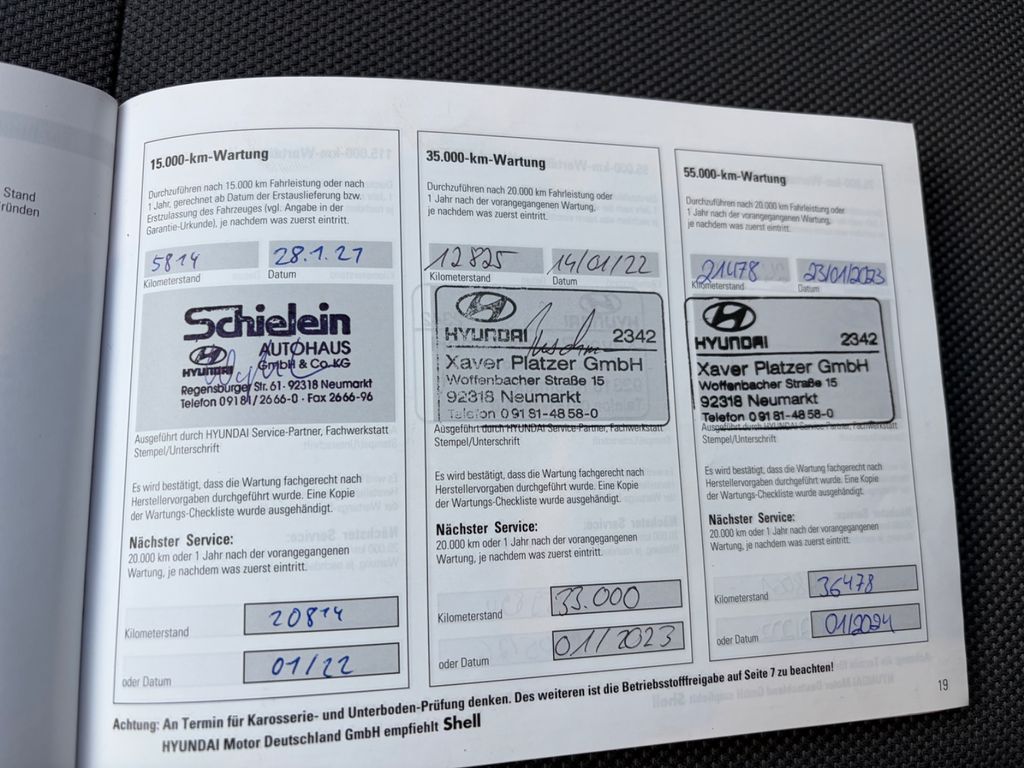 Stand
ründen
15.000-km-Wartung
Durchzuführen nach 15.000 km Fahrleistung oder nach
1 Jahr, gerechnet ab Datum der Erstauslieferung bzw.
Erstzulassung des Fahrzeuges (vgl. Angabe in der
Garantie-Urkunde), je nachdem was zuerst eintritt.
5814 28.1.21
Kilometerstand Datum
Schielein
AUTOHAUS
GmbH & Co. KG
HYUNDAI
Regensburger Str. 61 · 92318 Neumarkt
Telefon 09181/2666-0 · Fax 2666-96
Ausgeführt durch HYUNDAI Service-Partner, Fachwerkstatt
Stempel/Unterschrift
Es wird bestätigt, dass die Wartung fachgerecht nach
Herstellervorgaben durchgeführt wurde. Eine Kopie
der Wartungs-Checkliste wurde ausgehändigt.
Nächster Service:
20.000 km oder 1 Jahr nach der vorangegangenen
Wartung, je nachdem was zuerst eintritt.
Kilometerstand 20814
oder Datum 01/22
35.000-km-Wartung
Durchzuführen nach 20.000 km Fahrleistung oder
1 Jahr nach der vorangegangenen Wartung,
je nachdem was zuerst eintritt.
12825 14/01/22
Kilometerstand Datum
HYUNDAI 2342
Xaver Platzer GmbH
Woffenbacher Straße 15
92318 Neumarkt
Telefon 09181-4858-0
Ausgeführt durch HYUNDAI Service-Partner, Fachwerkstatt
Stempel/Unterschrift
Es wird bestätigt, dass die Wartung fachgerecht nach
Herstellervorgaben durchgeführt wurde. Eine Kopie
der Wartungs-Checkliste wurde ausgehändigt.
Nächster Service:
20.000 km oder 1 Jahr nach der vorangegangenen
Wartung, je nachdem was zuerst eintritt.
Kilometerstand 33.000
oder Datum 01/2023
55.000-km-Wartung
Durchzuführen nach 20.000 km Fahrleistung oder
1 Jahr nach der vorangegangenen Wartung,
je nachdem was zuerst eintritt.
21478 23/01/2023
Kilometerstand Datum
HYUNDAI 2342
Xaver Platzer GmbH
Woffenbacher Straße 15
92318 Neumarkt
Telefon 09181-4858-0
Ausgeführt durch HYUNDAI Service-Partner, Fachwerkstatt
Stempel/Unterschrift
Es wird bestätigt, dass die Wartung fachgerecht nach
Herstellervorgaben durchgeführt wurde. Eine Kopie
der Wartungs-Checkliste wurde ausgehändigt.
Nächster Service:
20.000 km oder 1 Jahr nach der vorangegangenen
Wartung, je nachdem was zuerst eintritt.
Kilometerstand 36478
oder Datum 01/2024
Achtung: An Termin für Karosserie- und Unterboden-Prüfung denken. Des weiteren ist die Betriebsstofffreigabe auf Seite 7 zu beachten!
HYUNDAI Motor Deutschland GmbH empfiehlt Shell
19